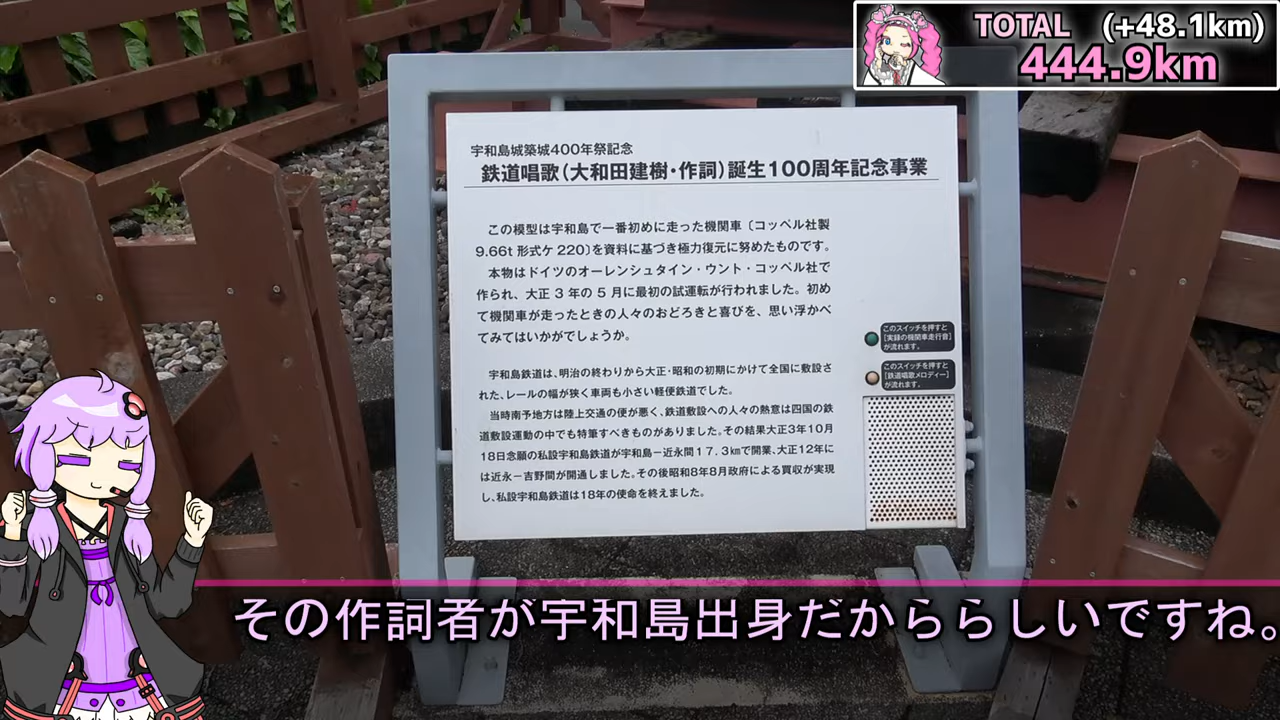 TOTAL (+48.1km)
444.9km
宇和島城築城400年祭記念
鉄道唱歌(大和田建樹・作詞)誕生100周年記念事業
この模型は宇和島で一番初めに走った機関車〔コッペル社製
9.66t 形式ケ 220〕を資料に基づき極力復元に努めたものです。
本物はドイツのオーレンシュタイン・ウント・コッペル社で
作られ、大正 3 年の 5 月に最初の試運転が行われました。初め
て機関車が走ったときの人々のおどろきと喜びを、思い浮かべ
てみてはいかがでしょうか。
宇和島鉄道は、明治の終わりから大正・昭和の初期にかけて全国に敷設さ
れた、レールの幅が狭く車両も小さい軽便鉄道でした。
当時南予地方は陸上交通の便が悪く、鉄道敷設への人々の熱意は四国の鉄
道敷設運動の中でも特筆すべきものがありました。その結果大正3年10月
18日念願の私設宇和島鉄道が宇和島ー近永間17.3㎞で開業、大正12年に
は近永ー吉野間が開通しました。その後昭和8年8月政府による買収が実現
し、私設宇和島鉄道は18年の使命を終えました。
このスイッチを押すと
[実録の機関車走行音]
が流れます。
このスイッチを押すと
[鉄道唱歌メロディー]
が流れます。
その作詞者が宇和島出身だかららしいですね。